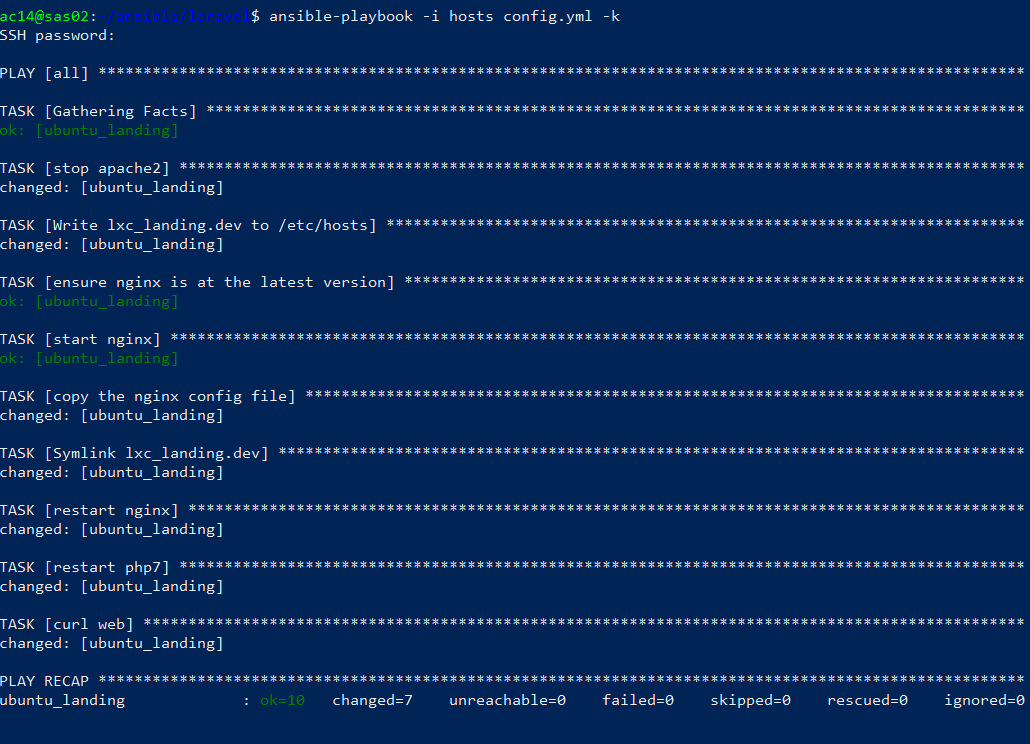 ac14@sas02:~/ansible/laravel$ ansible-playbook -i hosts config.yml -k
SSH password:
PLAY [all] *******************************************************************************************************
TASK [Gathering Facts] *******************************************************************************************
ok: [ubuntu_landing]
TASK [stop apache2] **********************************************************************************************
changed: [ubuntu_landing]
TASK [Write lxc_landing.dev to /etc/hosts] ***********************************************************************
changed: [ubuntu_landing]
TASK [ensure nginx is at the latest version] *********************************************************************
ok: [ubuntu_landing]
TASK [start nginx] ***********************************************************************************************
ok: [ubuntu_landing]
TASK [copy the nginx config file] ********************************************************************************
changed: [ubuntu_landing]
TASK [Symlink lxc_landing.dev] ***********************************************************************************
changed: [ubuntu_landing]
TASK [restart nginx] *********************************************************************************************
changed: [ubuntu_landing]
TASK [restart php7] **********************************************************************************************
changed: [ubuntu_landing]
TASK [curl web] **************************************************************************************************
changed: [ubuntu_landing]
PLAY RECAP *******************************************************************************************************
ubuntu_landing             : ok=10   changed=7    unreachable=0    failed=0    skipped=0    rescued=0    ignored=0